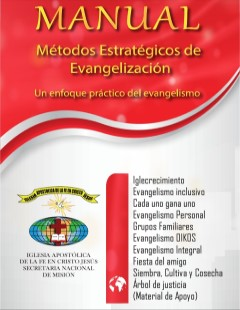 MANUAL
Métodos Estratégicos de
Evangelización
Un enfoque práctico del evangelismo
IGLESIA APOSTÓLICA
DE LA FE EN CRISTO JESÚS
SECRETARIA NACIONAL
DE MISIÓN
Iglecrecimiento
Evangelismo inclusivo
Cada uno gana uno
Evangelismo Personal
Grupos Familiares
Evangelismo OIKOS
Evangelismo Integral
Fiesta del amigo
Siembra, Cultiva y Cosecha
Árbol de justicia
(Material de Apoyo)